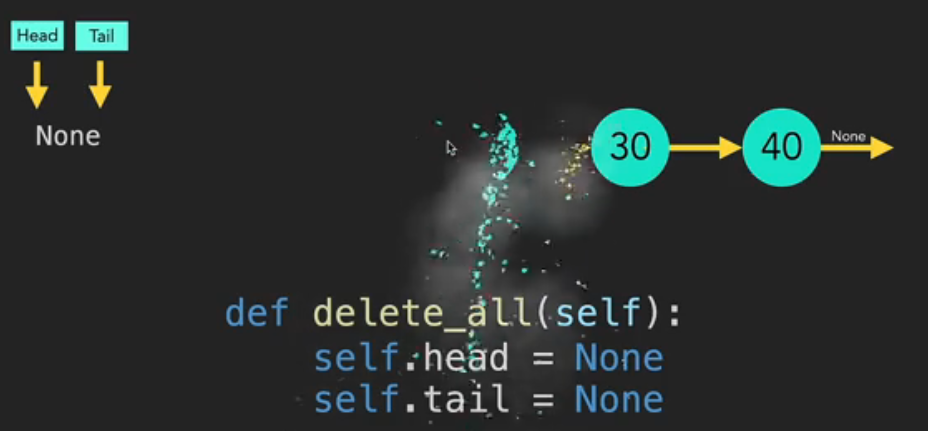 Head Tail
None
30 40 None
def delete_all(self):
self.head = None
self.tail = None